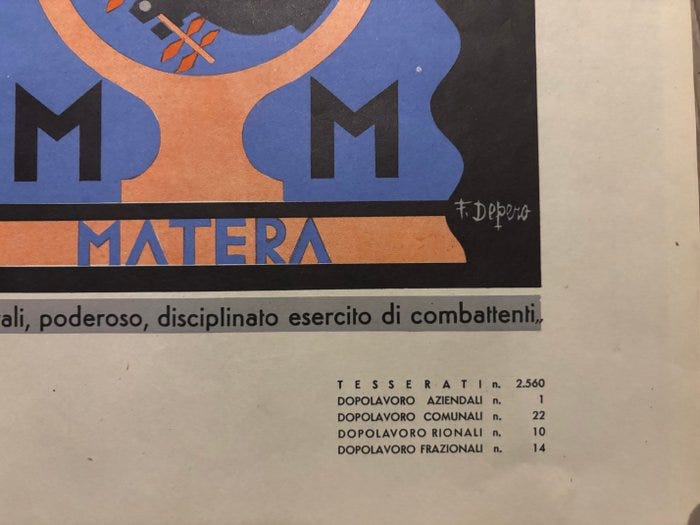 M M
F. Depero
MATERA
ali, poderoso, disciplinato esercito di combattenti,,
TESSERATI n. 2.560
DOPOLAVORO AZIENDALI n. 1
DOPOLAVORO COMUNALI n. 22
DOPOLAVORO RIONALI n. 10
DOPOLAVORO FRAZIONALI n. 14